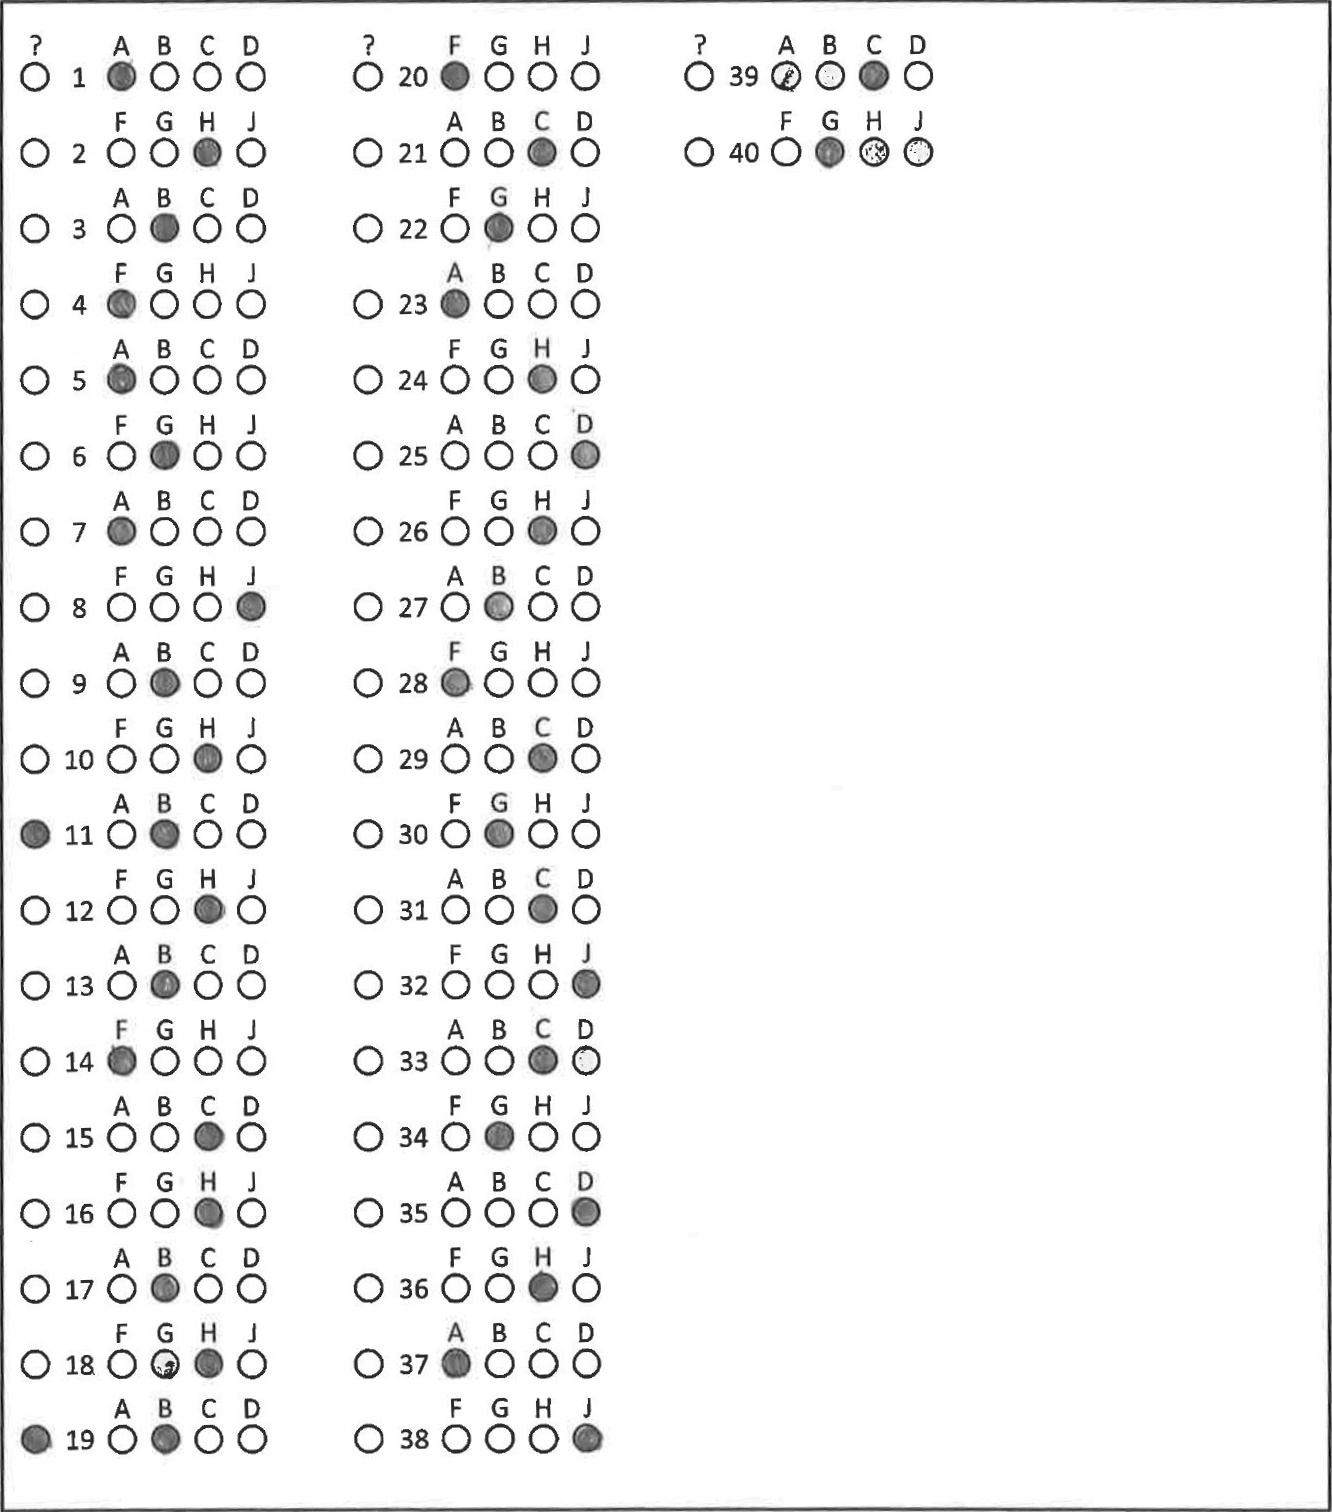 ? A B C D
1
F G H J
2
A B C D
3
F G H J
4
A B C D
5
F G H J
6
A B C D
7
F G H J
8
A B C D
9
F G H J
10
A B C D
11
F G H J
12
A B C D
13
F G H J
14
A B C D
15
F G H J
16
A B C D
17
F G H J
18
A B C D
19
? F G H J
20
A B C D
21
F G H J
22
A B C D
23
F G H J
24
A B C D
25
F G H J
26
A B C D
27
F G H J
28
A B C D
29
F G H J
30
A B C D
31
F G H J
32
A B C D
33
F G H J
34
A B C D
35
F G H J
36
A B C D
37
F G H J
38
? A B C D
39
F G H J
40